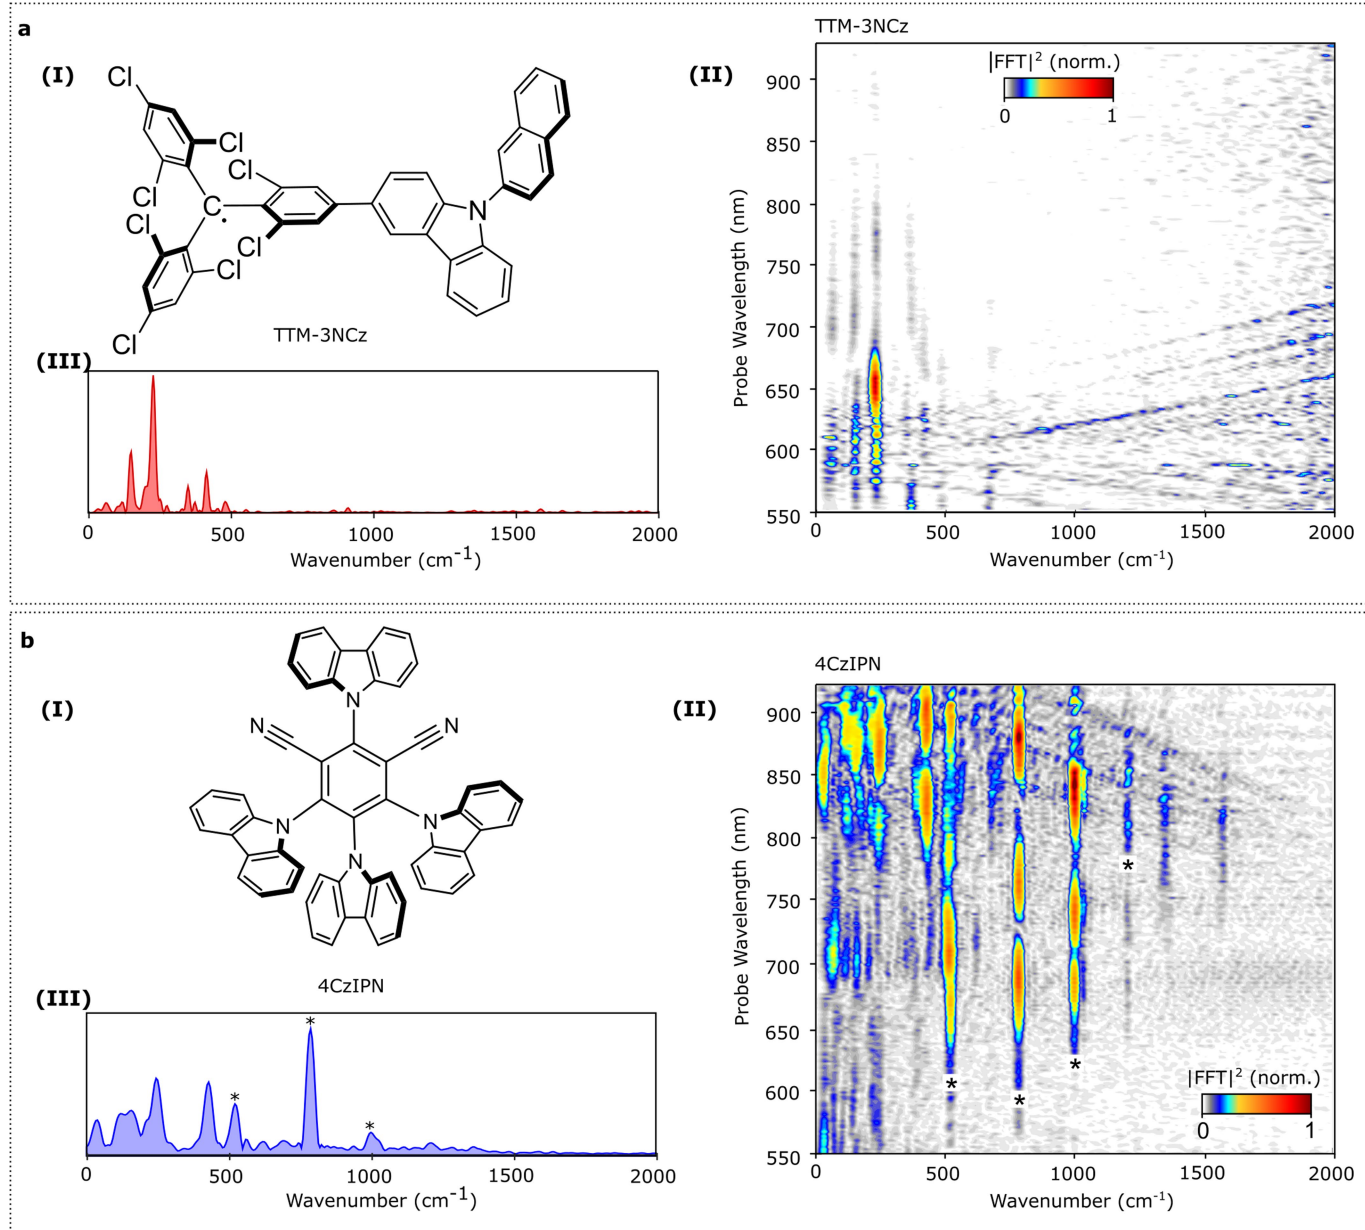 a
(I)
Cl
Cl
Cl
Cl
Cl
C·
Cl
Cl
Cl
N
Cl
TTM-3NCz
(II)
TTM-3NCz
|FFT|² (norm.)
0 1
900
850
800
750
700
650
600
550
Probe Wavelength (nm)
0 500 1000 1500 2000
Wavenumber (cm⁻¹)
(III)
0 500 1000 1500 2000
Wavenumber (cm⁻¹)
b
(I)
N
N
N
N
N
N
4CzIPN
(II)
4CzIPN
900
850
800
750
700
650
600
550
Probe Wavelength (nm)
*
*
*
*
|FFT|² (norm.)
0 1
0 500 1000 1500 2000
Wavenumber (cm⁻¹)
(III)
*
*
*
0 500 1000 1500 2000
Wavenumber (cm⁻¹)